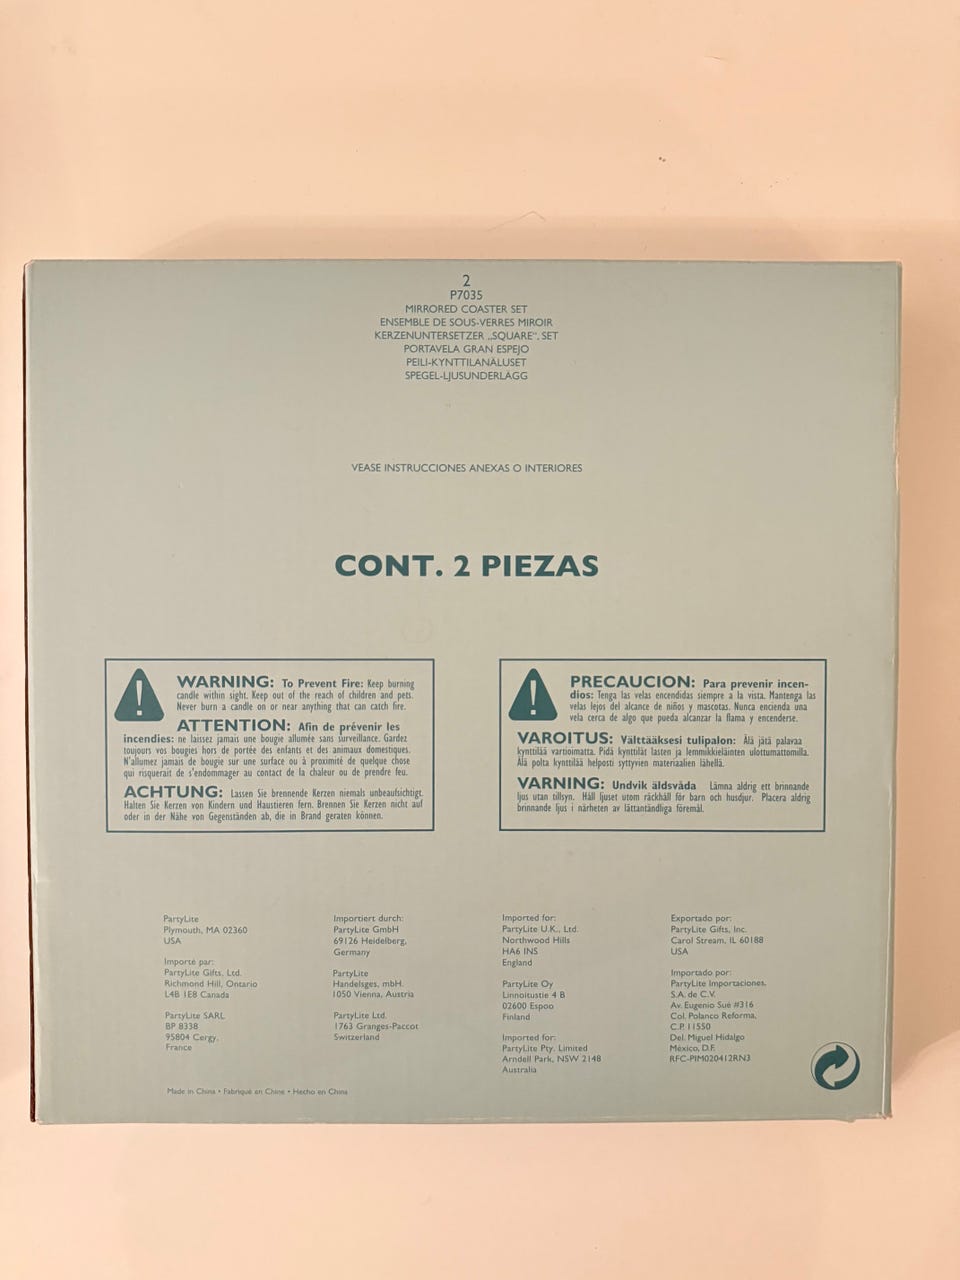 2
P7035
MIRRORED COASTER SET
ENSEMBLE DE SOUS-VERRES MIROIR
KERZENUNTERSETZER „SQUARE“, SET
PORTAVELA GRAN ESPEJO
PEILI-KYNTTILANÄLUSET
SPEGEL-LJUSUNDERLÄGG
VEASE INSTRUCCIONES ANEXAS O INTERIORES
CONT. 2 PIEZAS
WARNING: To Prevent Fire: Keep burning
candle within sight. Keep out of the reach of children and pets.
Never burn a candle on or near anything that can catch fire.
ATTENTION: Afin de prévenir les
incendies: ne laissez jamais une bougie allumée sans surveillance. Gardez
toujours vos bougies hors de portée des enfants et des animaux domestiques.
N'allumez jamais de bougie sur une surface ou à proximité de quelque chose
qui risquerait de s'endommager au contact de la chaleur ou de prendre feu.
ACHTUNG: Lassen Sie brennende Kerzen niemals unbeaufsichtigt.
Halten Sie Kerzen von Kindern und Haustieren fern. Brennen Sie Kerzen nicht auf
oder in der Nähe von Gegenständen ab, die in Brand geraten können.
PRECAUCION: Para prevenir incen-
dios: Tenga las velas encendidas siempre a la vista. Mantenga las
velas lejos del alcance de niños y mascotas. Nunca encienda una
vela cerca de algo que pueda alcanzar la flama y encenderse.
VAROITUS: Välttääksesi tulipalon: Älä jätä palavaa
kynttilää vartioimatta. Pidä kynttilät lasten ja lemmikkieläinten ulottumattomilla.
Älä polta kynttilää helposti syttyvien materiaalien lähellä.
VARNING: Undvik äldsvåda Lämna aldrig ett brinnande
ljus utan tillsyn. Håll ljuset utom räckhåll för barn och husdjur. Placera aldrig
brinnande ljus i närheten av lättantändliga föremål.
PartyLite
Plymouth, MA 02360
USA
Importé par:
PartyLite Gifts, Ltd.
Richmond Hill, Ontario
L4B 1E8 Canada
PartyLite SARL
BP 8338
95804 Cergy,
France
Importiert durch:
PartyLite GmbH
69126 Heidelberg,
Germany
PartyLite
Handelsges, mbH.
1050 Vienna, Austria
PartyLite Ltd.
1763 Granges-Paccot
Switzerland
Imported for:
PartyLite U.K., Ltd.
Northwood Hills
HA6 INS
England
PartyLite Oy
Linnoitustie 4 B
02600 Espoo
Finland
Imported for:
PartyLite Pty. Limited
Arndell Park, NSW 2148
Australia
Exportado por:
PartyLite Gifts, Inc.
Carol Stream, IL 60188
USA
Importado por:
PartyLite Importaciones,
S.A. de C.V.
Av. Eugenio Sué #316
Col. Polanco Reforma,
C.P. 11550
Del. Miguel Hidalgo
México, D.F.
RFC-PIM020412RN3
Made in China • Fabriqué en Chine • Hecho en China